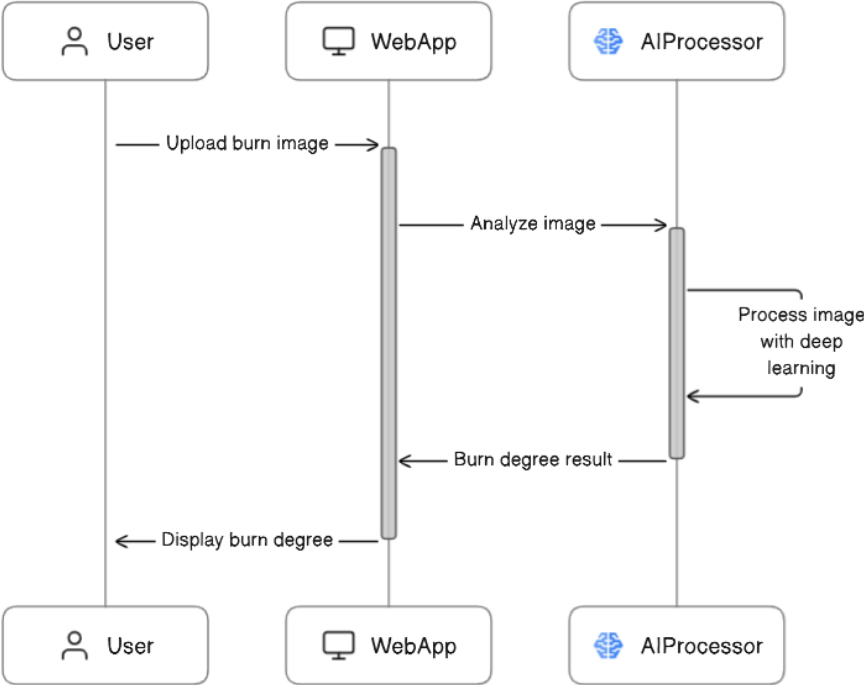 User
WebApp
AIProcessor
Upload burn image
Analyze image
Process image
with deep
learning
Burn degree result
Display burn degree
User
WebApp
AIProcessor